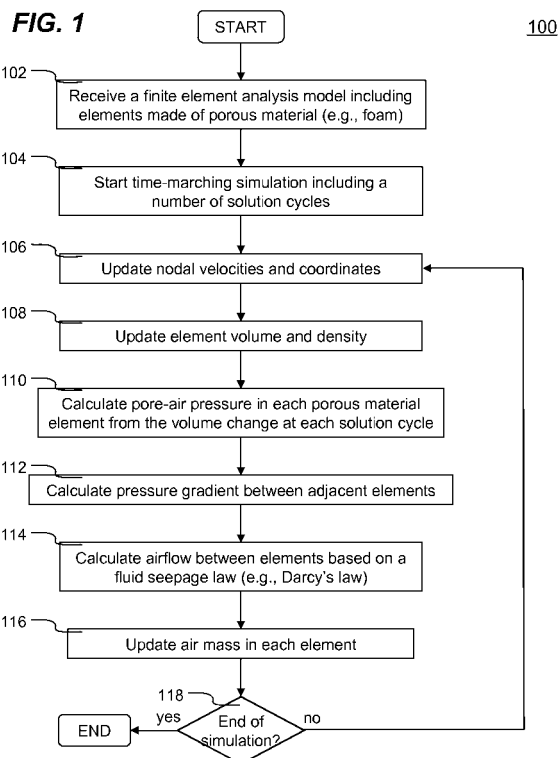 FIG. 1
START
100
102
Receive a finite element analysis model including
elements made of porous material (e.g., foam)
104
Start time-marching simulation including a
number of solution cycles
106
Update nodal velocities and coordinates
108
Update element volume and density
110
Calculate pore-air pressure in each porous material
element from the volume change at each solution cycle
112
Calculate pressure gradient between adjacent elements
114
Calculate airflow between elements based on a
fluid seepage law (e.g., Darcy's law)
116
Update air mass in each element
118
yes
no
End of
simulation?
END